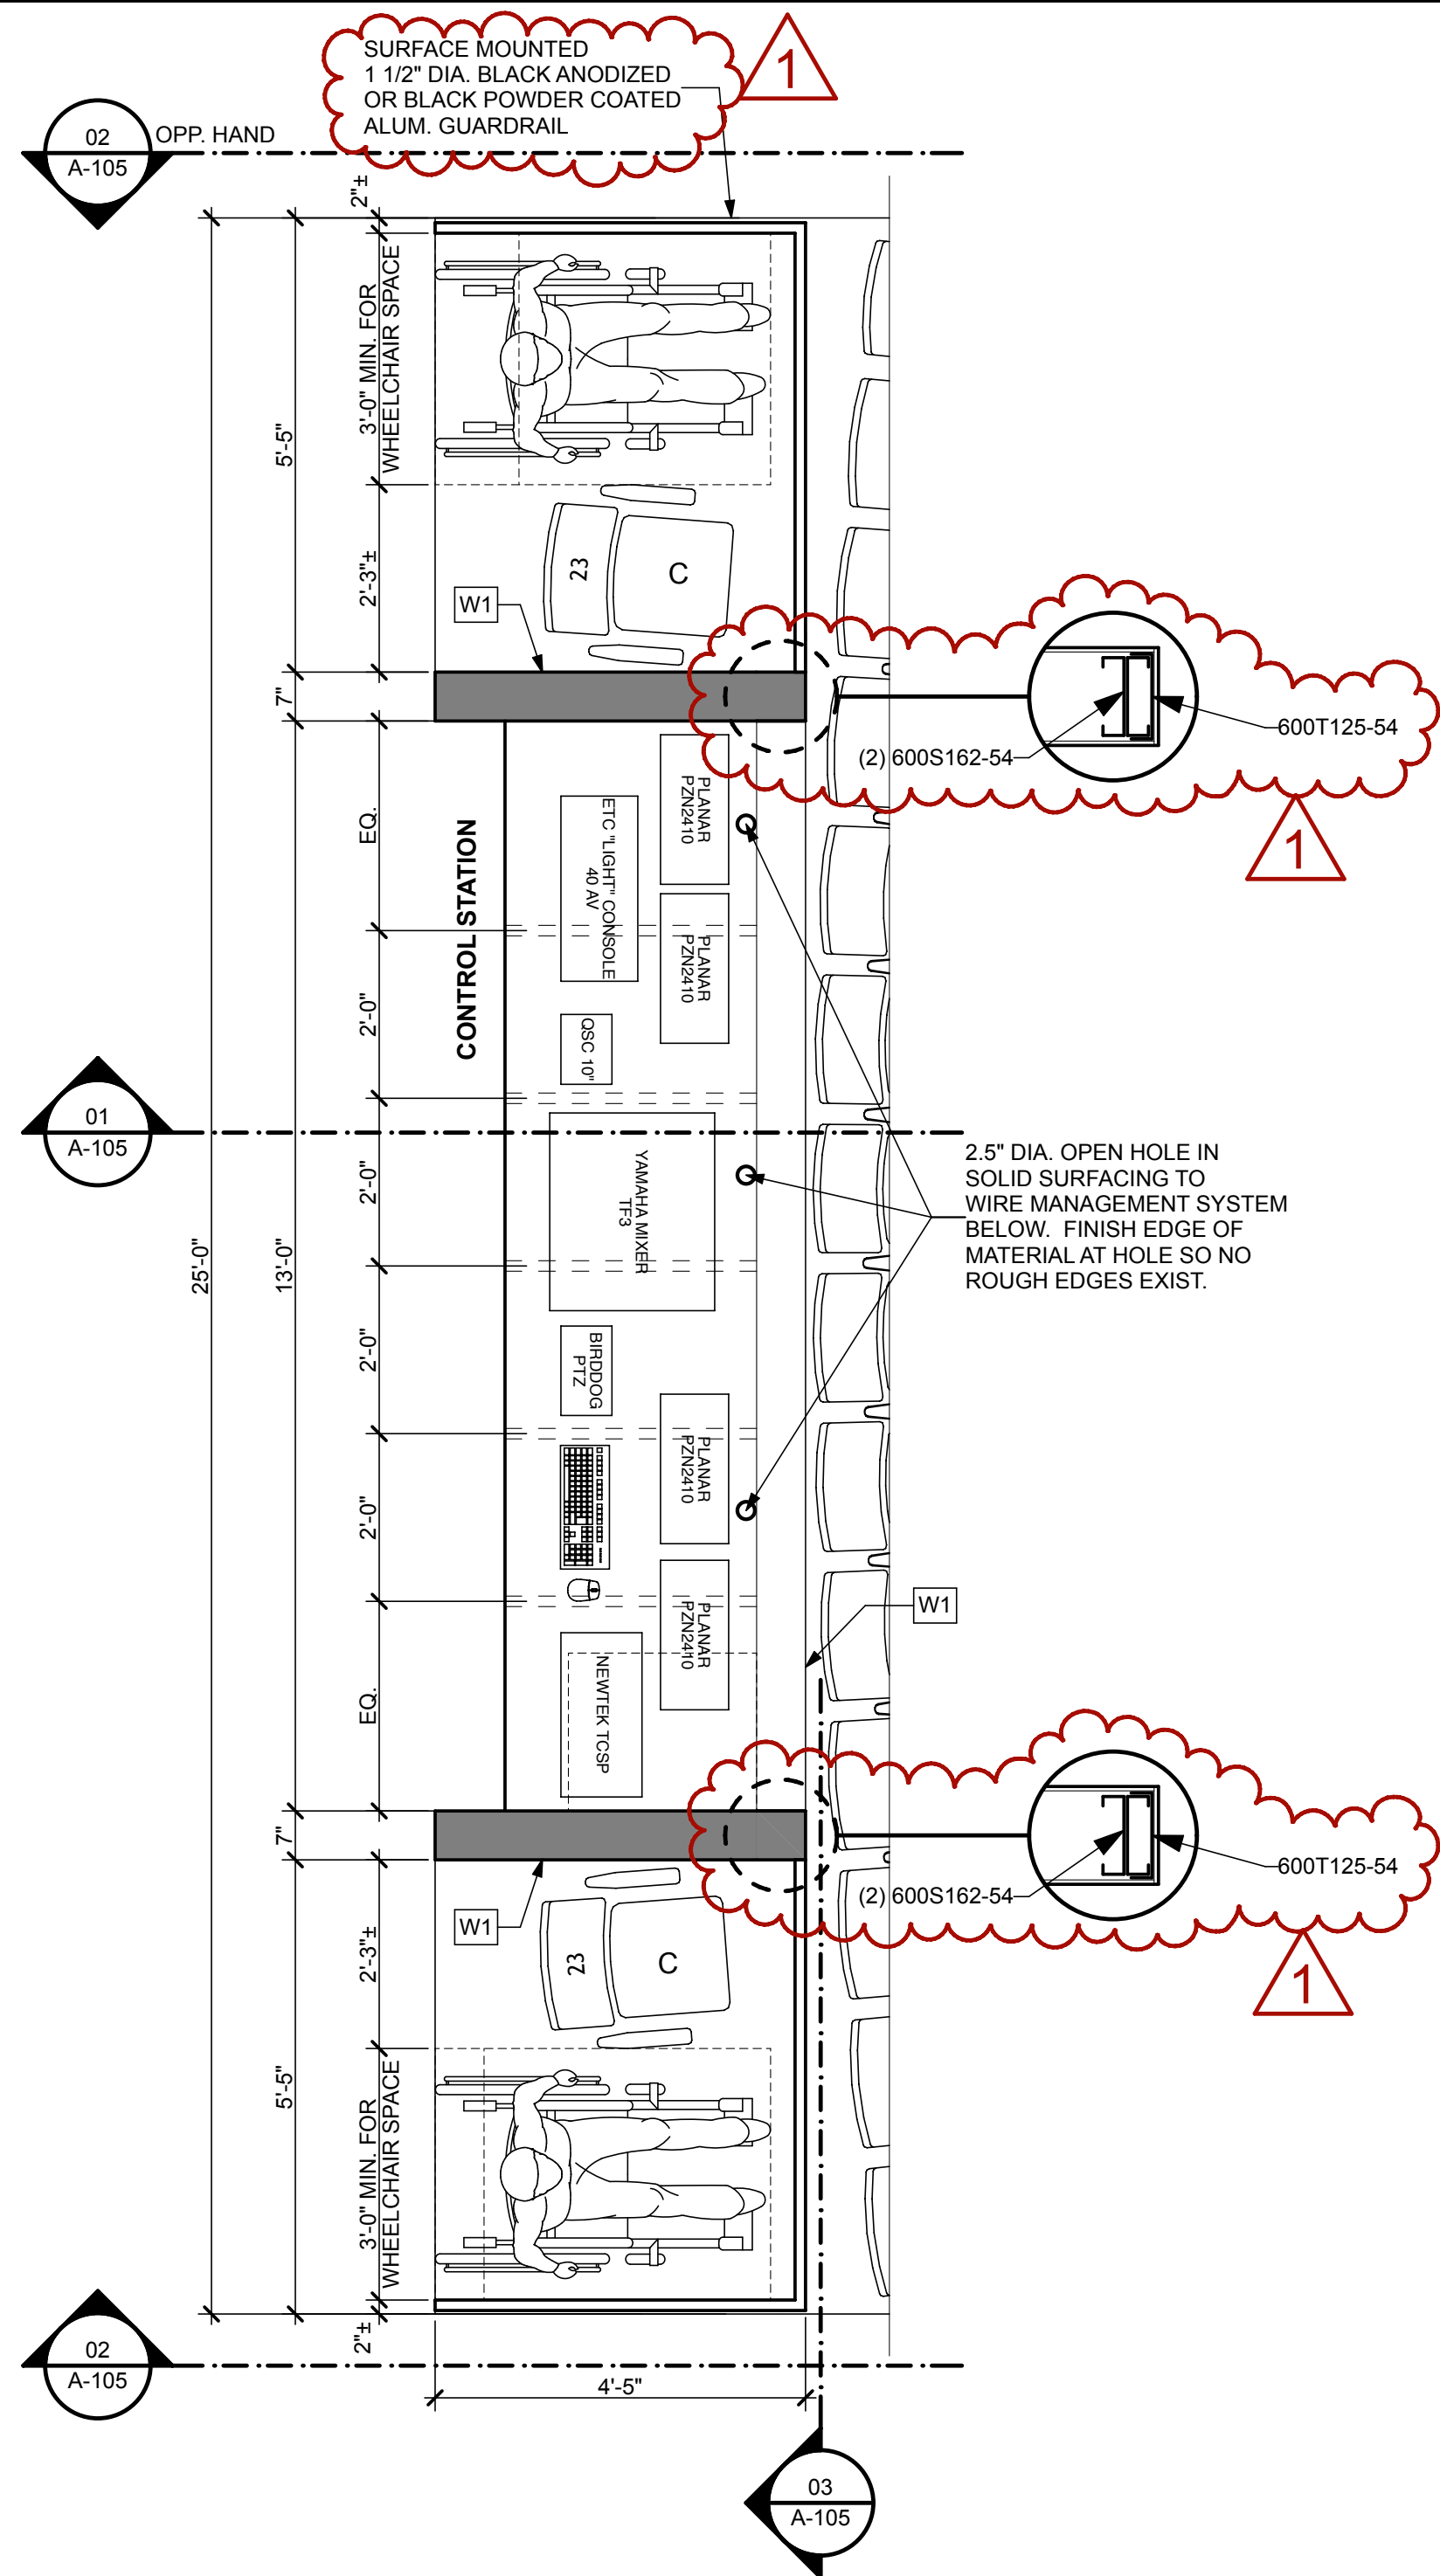 SURFACE MOUNTED
1 1/2" DIA. BLACK ANODIZED
OR BLACK POWDER COATED
ALUM. GUARDRAIL
1
02
A-105
OPP. HAND
2"±
3'-0" MIN. FOR
WHEELCHAIR SPACE
5'-5"
2'-3"±
23
C
W1
7"
(2) 600S162-54
600T125-54
1
EQ.
CONTROL STATION
ETC "LIGHT" CONSOLE
40 AV
PLANAR
PZN2410
PLANAR
PZN2410
2'-0"
QSC 10"
01
A-105
2'-0"
YAMAHA MIXER
TF3
2.5" DIA. OPEN HOLE IN
SOLID SURFACING TO
WIRE MANAGEMENT SYSTEM
BELOW.  FINISH EDGE OF
MATERIAL AT HOLE SO NO
ROUGH EDGES EXIST.
25'-0"
13'-0"
2'-0"
BIRDDOG
PTZ
PLANAR
PZN2410
2'-0"
PLANAR
PZN2410
W1
EQ.
NEWTEK TCSP
7"
(2) 600S162-54
600T125-54
1
W1
2'-3"±
23
C
5'-5"
3'-0" MIN. FOR
WHEELCHAIR SPACE
2"±
02
A-105
4'-5"
03
A-105